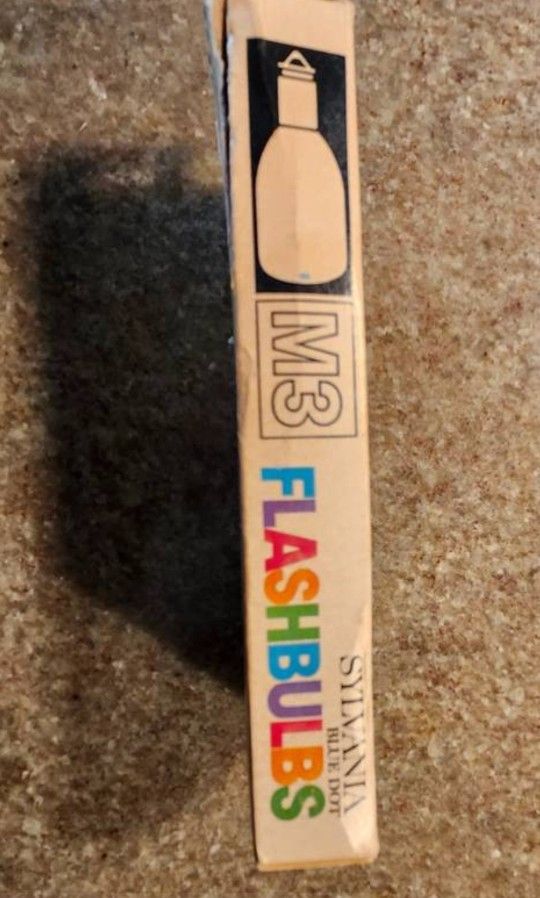 M3
SYLVANIA
BLUE DOT
FLASHBULBS